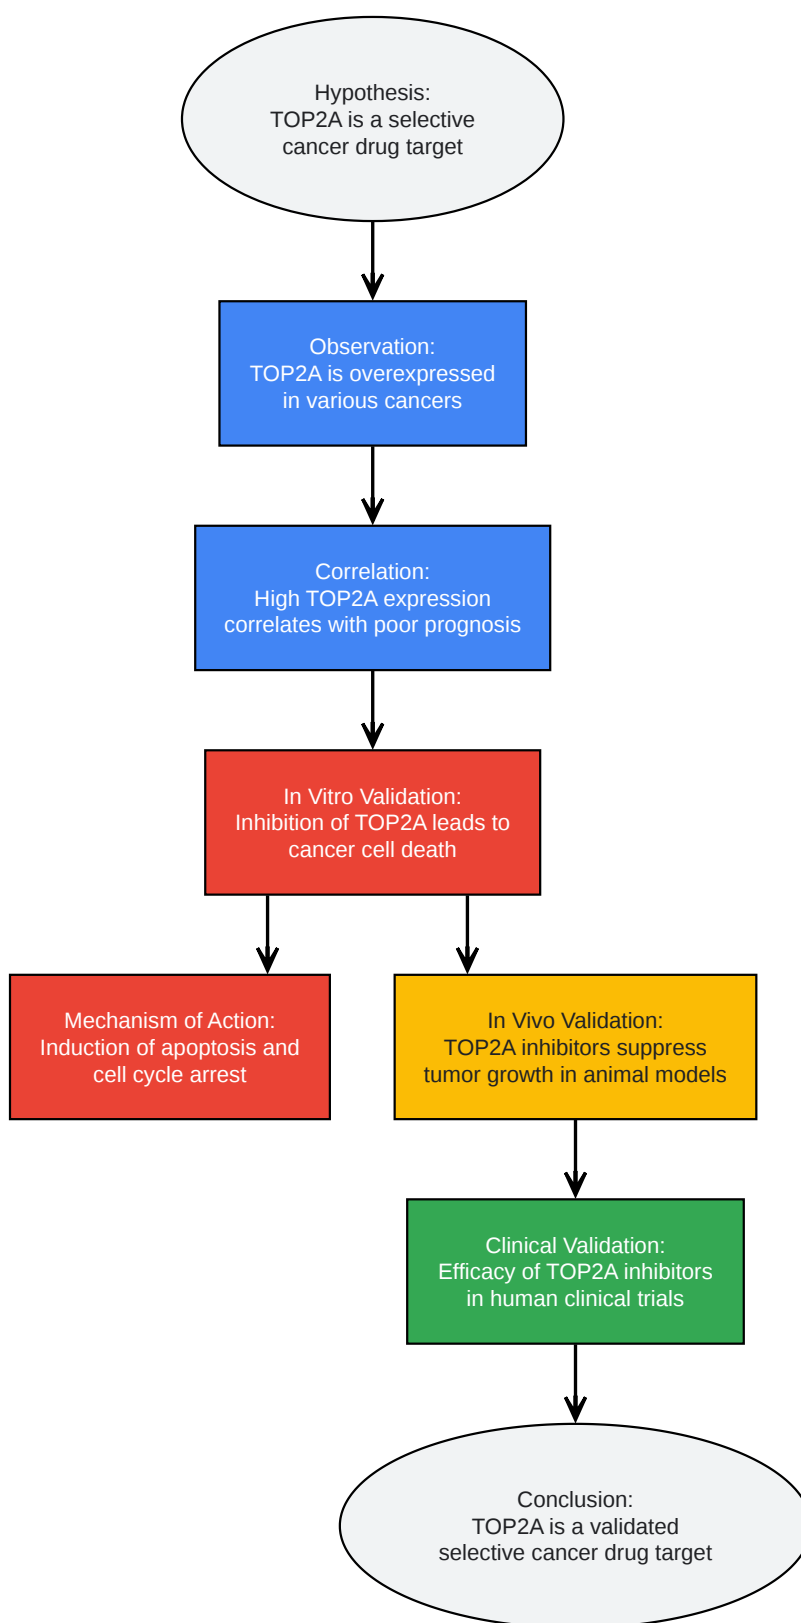 Hypothesis:
TOP2A is a selective
cancer drug target
Observation:
TOP2A is overexpressed
in various cancers
Correlation:
High TOP2A expression
correlates with poor prognosis
In Vitro Validation:
Inhibition of TOP2A leads to
cancer cell death
Mechanism of Action:
Induction of apoptosis and
cell cycle arrest
In Vivo Validation:
TOP2A inhibitors suppress
tumor growth in animal models
Clinical Validation:
Efficacy of TOP2A inhibitors
in human clinical trials
Conclusion:
TOP2A is a validated
selective cancer drug target